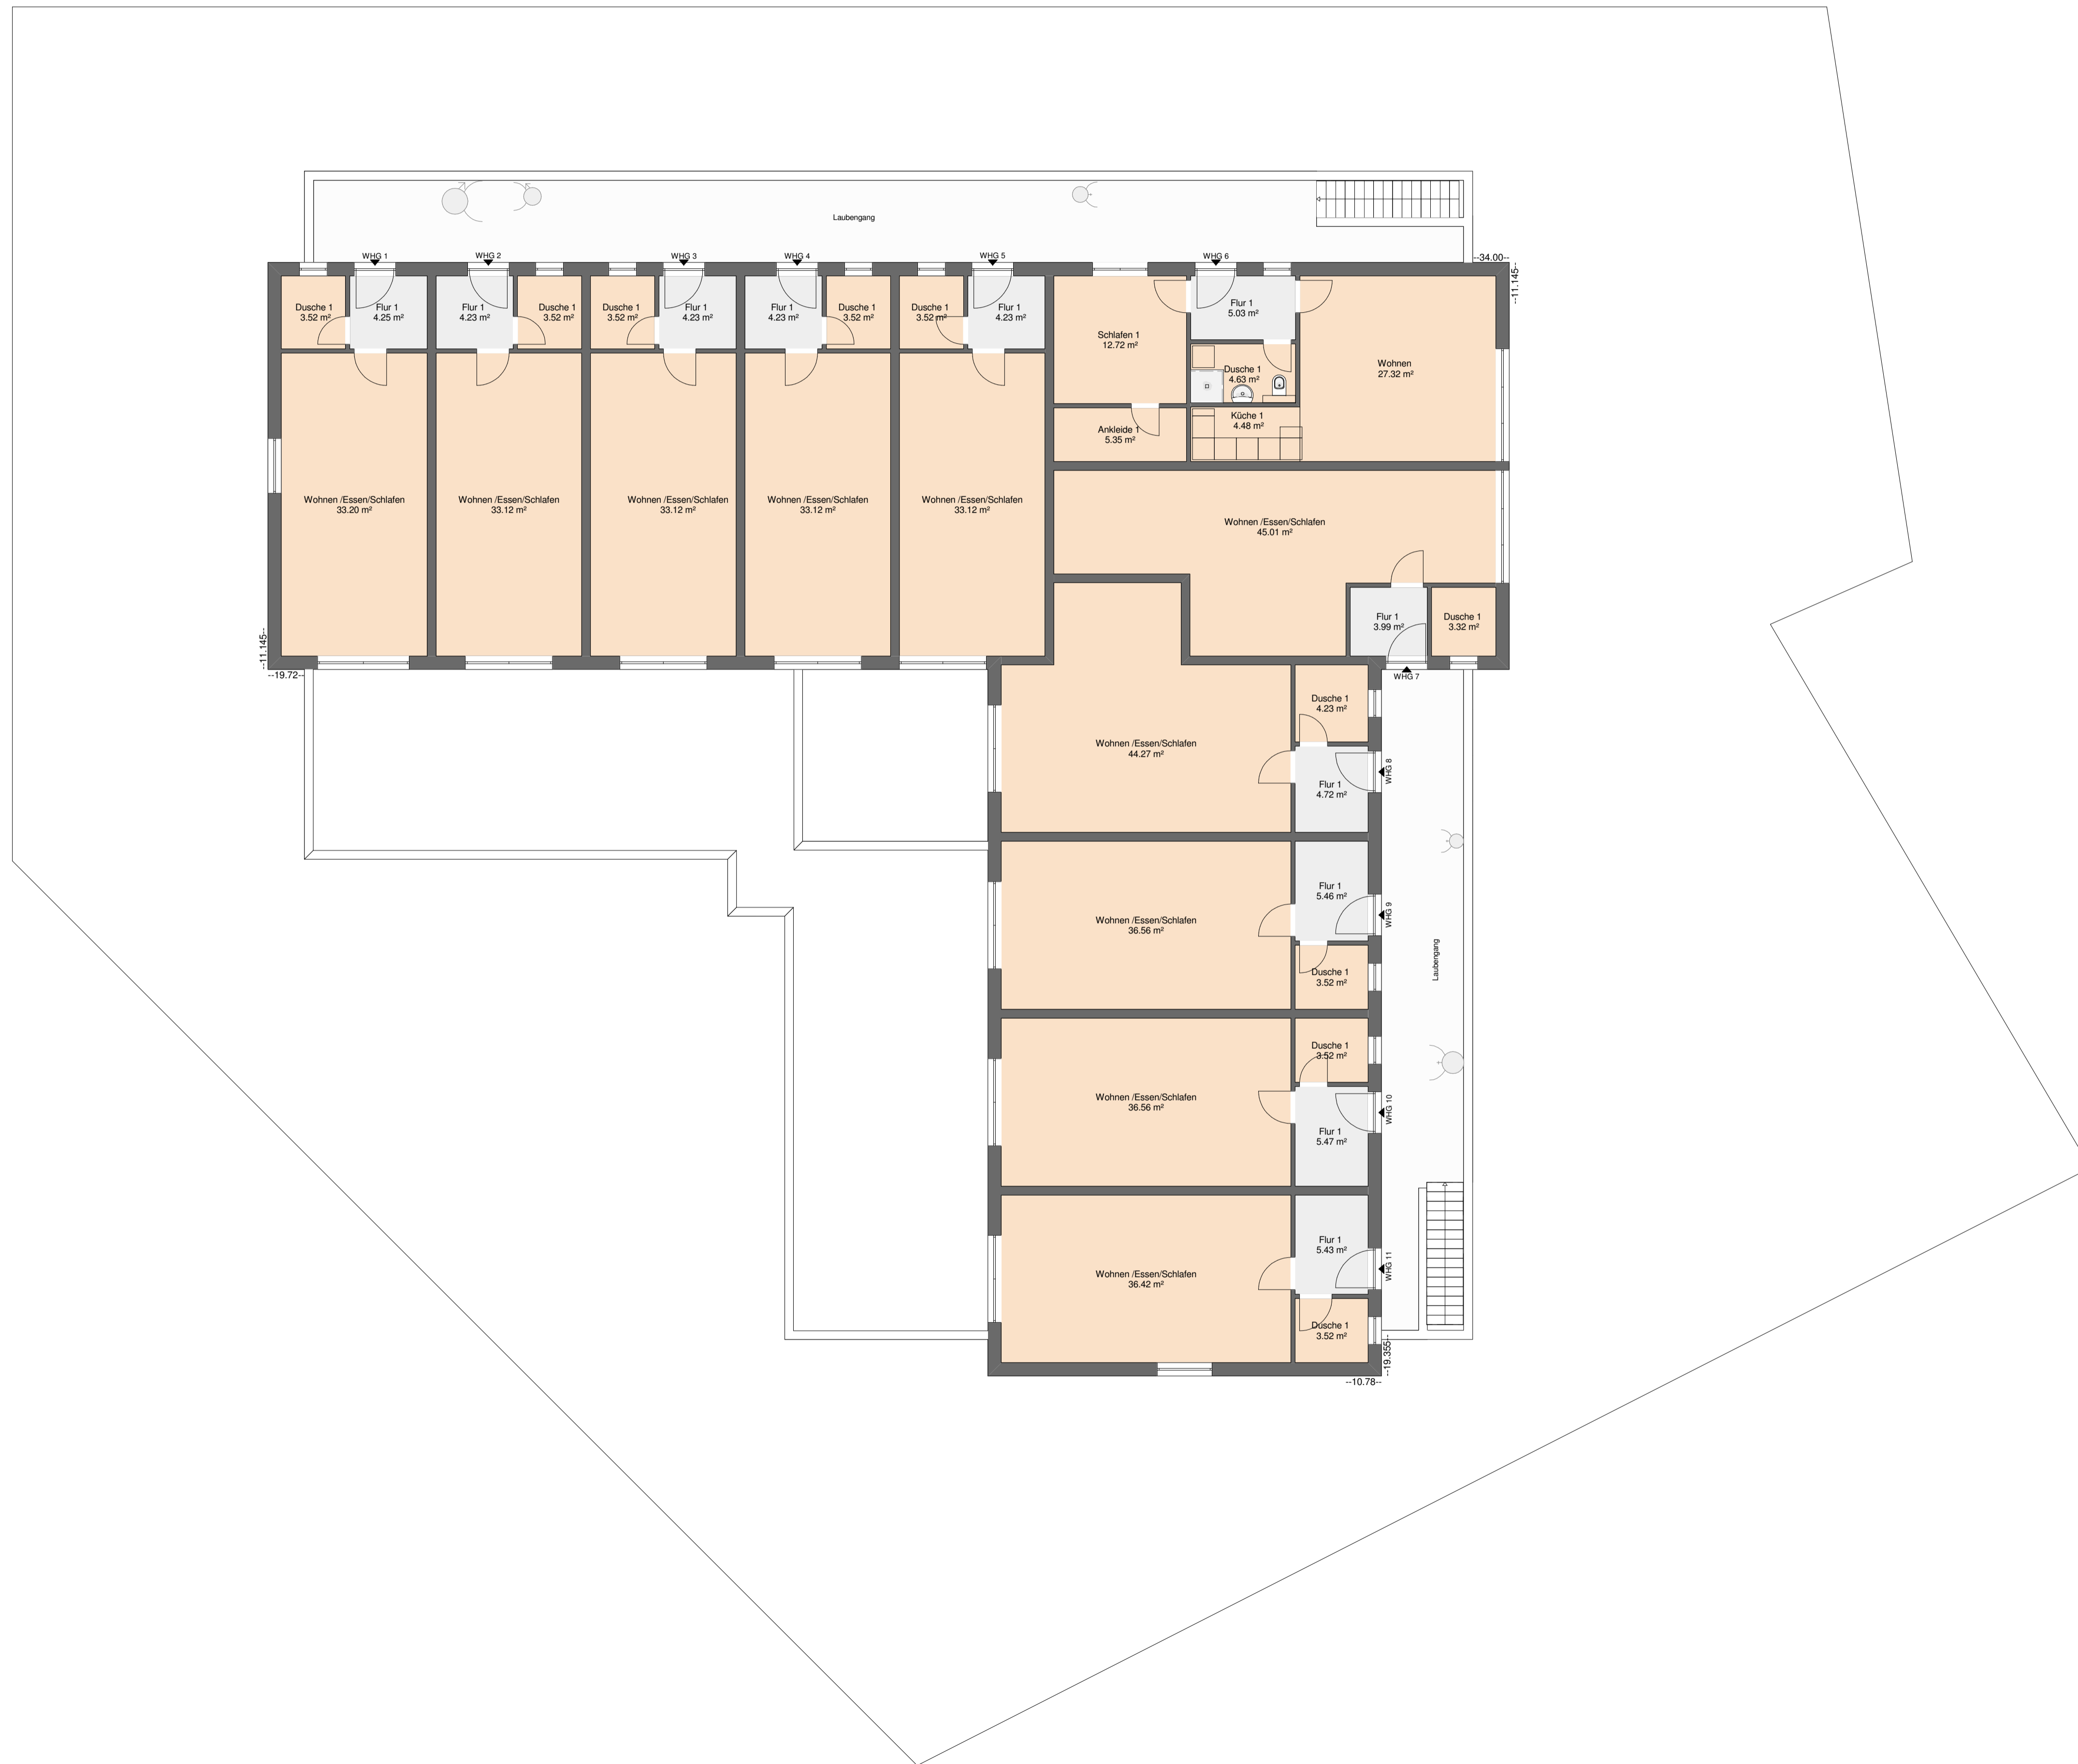 Laubengang
WHG 1
WHG 2
WHG 3
WHG 4
WHG 5
WHG 6
--34.00--
--11.145--
Dusche 1
3.52 m²
Flur 1
4.25 m²
Flur 1
4.23 m²
Dusche 1
3.52 m²
Dusche 1
3.52 m²
Flur 1
4.23 m²
Flur 1
4.23 m²
Dusche 1
3.52 m²
Dusche 1
3.52 m²
Flur 1
4.23 m²
Schlafen 1
12.72 m²
Flur 1
5.03 m²
Dusche 1
4.63 m²
Wohnen
27.32 m²
Ankleide 1
5.35 m²
Küche 1
4.48 m²
Wohnen /Essen/Schlafen
33.20 m²
Wohnen /Essen/Schlafen
33.12 m²
Wohnen /Essen/Schlafen
33.12 m²
Wohnen /Essen/Schlafen
33.12 m²
Wohnen /Essen/Schlafen
33.12 m²
Wohnen /Essen/Schlafen
45.01 m²
Flur 1
3.99 m²
Dusche 1
3.32 m²
--11.145--
--19.72--
WHG 7
Dusche 1
4.23 m²
Wohnen /Essen/Schlafen
44.27 m²
Flur 1
4.72 m²
WHG 8
Flur 1
5.46 m²
WHG 9
Wohnen /Essen/Schlafen
36.56 m²
Dusche 1
3.52 m²
Laubengang
Dusche 1
3.52 m²
Wohnen /Essen/Schlafen
36.56 m²
Flur 1
5.47 m²
WHG 10
Flur 1
5.43 m²
WHG 11
Wohnen /Essen/Schlafen
36.42 m²
Dusche 1
3.52 m²
--19.355--
--10.78--